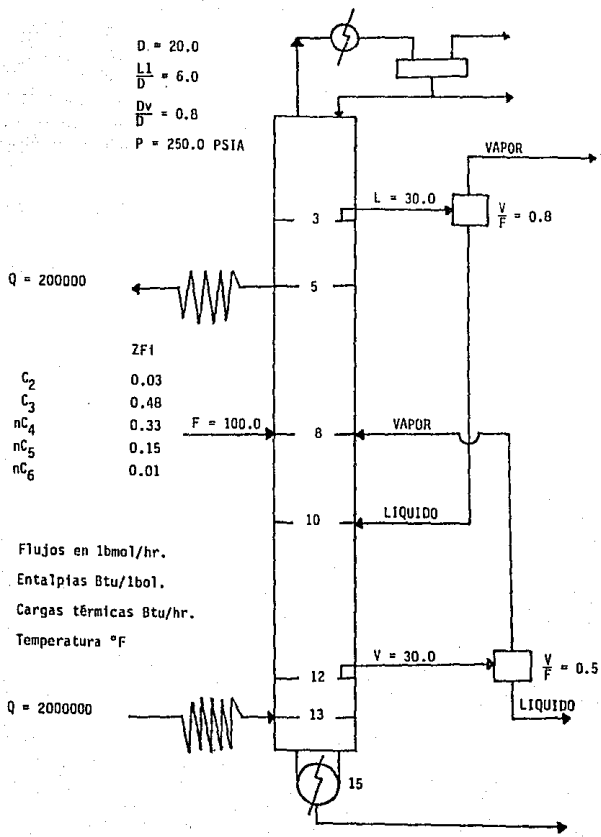 D = 20.0
L1/D = 6.0
Dv/D = 0.8
P = 250.0 PSIA
VAPOR
L = 30.0
V/F = 0.8
3
Q = 200000
5
ZFi
C2 0.03
C3 0.48
nC4 0.33
nC5 0.15
nC6 0.01
F = 100.0
8
VAPOR
10
LIQUIDO
Flujos en lbmol/hr.
Entalpias Btu/lbol.
Cargas térmicas Btu/hr.
Temperatura °F
V = 30.0
V/F = 0.5
12
Q = 2000000
13
LIQUIDO
15